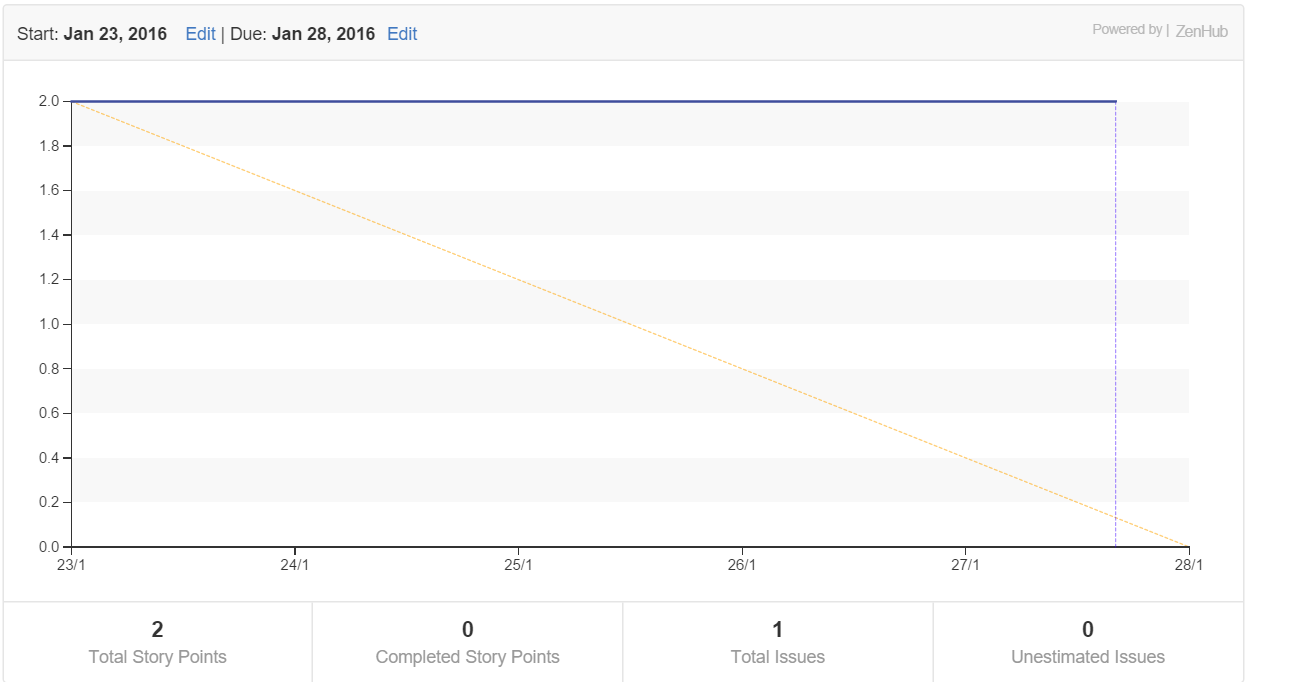 Start: Jan 23, 2016 Edit | Due: Jan 28, 2016 Edit
Powered by | ZenHub
2.0
1.8
1.6
1.4
1.2
1.0
0.8
0.6
0.4
0.2
0.0
23/1 24/1 25/1 26/1 27/1 28/1
2 0 1 0
Total Story Points Completed Story Points Total Issues Unestimated Issues